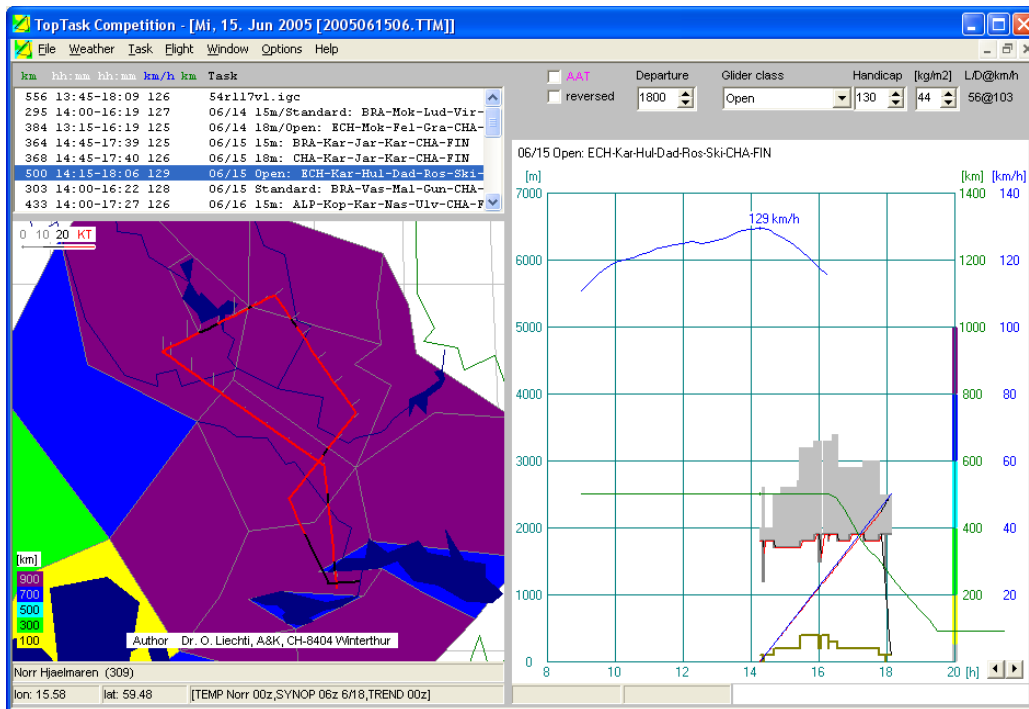 TopTask Competition - [Mi, 15. Jun 2005 [2005061506.TTM]]
File Weather Task Flight Window Options Help
km hh:mm hh:mm km/h km Task
556 13:45-18:09 126 54rll7vl.igc
295 14:00-16:19 127 06/14 15m/Standard: BRA-Mok-Lud-Vir-
384 13:15-16:19 125 06/14 18m/Open: ECH-Mok-Fel-Gra-CHA-
364 14:45-17:39 125 06/15 15m: BRA-Kar-Jar-Kar-CHA-FIN
368 14:45-17:40 126 06/15 18m: CHA-Kar-Jar-Kar-CHA-FIN
500 14:15-18:06 129 06/15 Open: ECH-Kar-Hul-Dad-Ros-Ski-
303 14:00-16:22 128 06/15 Standard: BRA-Vas-Mal-Gun-CHA-
433 14:00-17:27 126 06/16 15m: ALP-Kop-Kar-Nas-Ulv-CHA-F
AAT Departure Glider class Handicap [kg/m2] L/D@km/h
reversed 1800 Open 130 44 56@103
0 10 20 KT
[km]
900
700
500
300
100
Author Dr. O. Liechti, A&K, CH-8404 Winterthur
06/15 Open: ECH-Kar-Hul-Dad-Ros-Ski-CHA-FIN
[m] [km] [km/h]
129 km/h
7000 1400 140
6000 1200 120
5000 1000 100
4000 800 80
3000 600 60
2000 400 40
1000 200 20
0 0 0
8 10 12 14 16 18 20 [h]
Norr Hjaelmaren (309)
lon: 15.58 lat: 59.48 [TEMP Norr 00z,SYNOP 06z 6/18,TREND 00z]